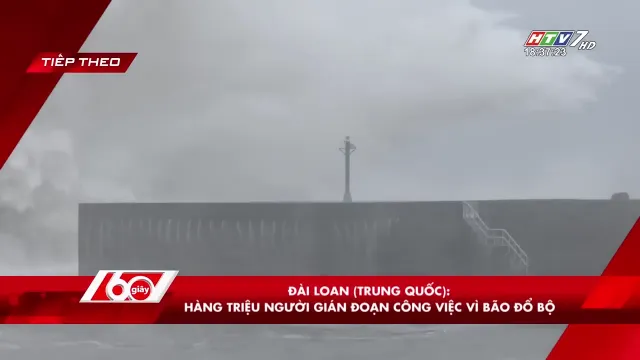 TIẾP THEO
HTV7 HD
18:37:23
60 giây
ĐÀI LOAN (TRUNG QUỐC):
HÀNG TRIỆU NGƯỜI GIÁN ĐOẠN CÔNG VIỆC VÌ BÃO ĐỔ BỘ